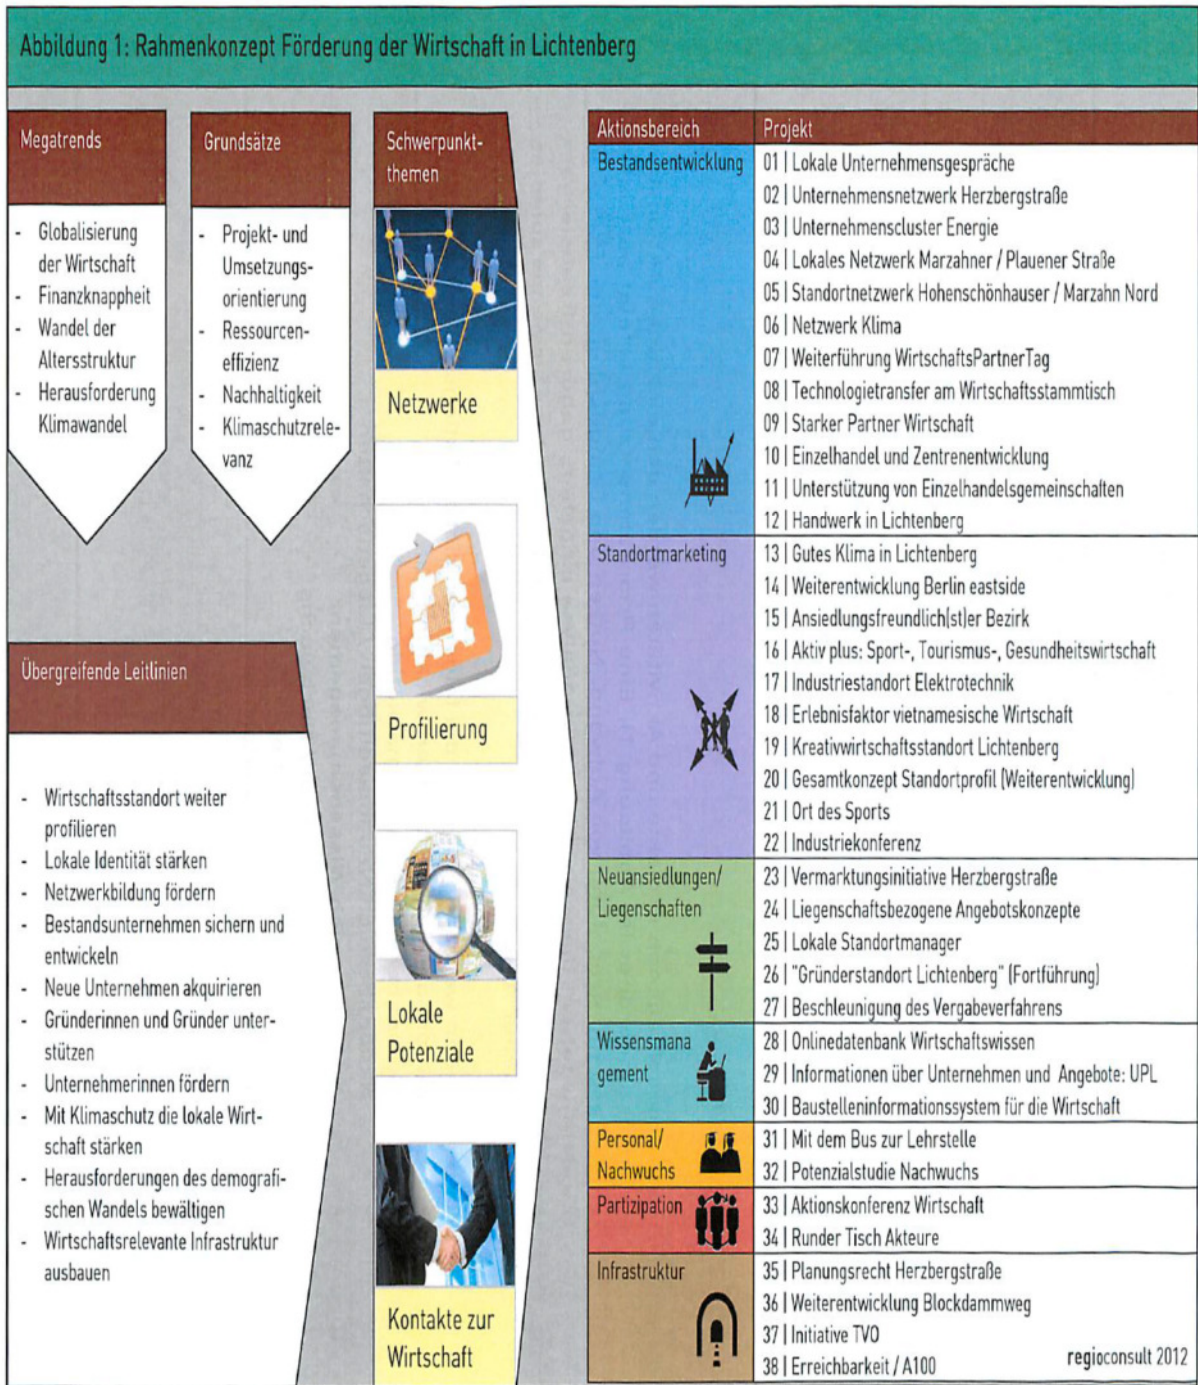 Abbildung 1: Rahmenkonzept Förderung der Wirtschaft in Lichtenberg
Megatrends
- Globalisierung
der Wirtschaft
- Finanzknappheit
- Wandel der
Altersstruktur
- Herausforderung
Klimawandel
Grundsätze
- Projekt- und
Umsetzungs-
orientierung
- Ressourcen-
effizienz
- Nachhaltigkeit
- Klimaschutzrele-
vanz
Übergreifende Leitlinien
- Wirtschaftsstandort weiter
profilieren
- Lokale Identität stärken
- Netzwerkbildung fördern
- Bestandsunternehmen sichern und
entwickeln
- Neue Unternehmen akquirieren
- Gründerinnen und Gründer unter-
stützen
- Unternehmerinnen fördern
- Mit Klimaschutz die lokale Wirt-
schaft stärken
- Herausforderungen des demografi-
schen Wandels bewältigen
- Wirtschaftsrelevante Infrastruktur
ausbauen
Schwerpunkt-
themen
Netzwerke
Profilierung
Lokale
Potenziale
Kontakte zur
Wirtschaft
Aktionsbereich Projekt
Bestandsentwicklung
01 | Lokale Unternehmensgespräche
02 | Unternehmensnetzwerk Herzbergstraße
03 | Unternehmenscluster Energie
04 | Lokales Netzwerk Marzahner / Plauener Straße
05 | Standortnetzwerk Hohenschönhauser / Marzahn Nord
06 | Netzwerk Klima
07 | Weiterführung WirtschaftsPartnerTag
08 | Technologietransfer am Wirtschaftsstammtisch
09 | Starker Partner Wirtschaft
10 | Einzelhandel und Zentrenentwicklung
11 | Unterstützung von Einzelhandelsgemeinschaften
12 | Handwerk in Lichtenberg
Standortmarketing
13 | Gutes Klima in Lichtenberg
14 | Weiterentwicklung Berlin eastside
15 | Ansiedlungsfreundlich(st)er Bezirk
16 | Aktiv plus: Sport-, Tourismus-, Gesundheitswirtschaft
17 | Industriestandort Elektrotechnik
18 | Erlebnisfaktor vietnamesische Wirtschaft
19 | Kreativwirtschaftsstandort Lichtenberg
20 | Gesamtkonzept Standortprofil (Weiterentwicklung)
21 | Ort des Sports
22 | Industriekonferenz
Neuansiedlungen/
Liegenschaften
23 | Vermarktungsinitiative Herzbergstraße
24 | Liegenschaftsbezogene Angebotskonzepte
25 | Lokale Standortmanager
26 | "Gründerstandort Lichtenberg" (Fortführung)
27 | Beschleunigung des Vergabeverfahrens
Wissensmana
gement
28 | Onlinedatenbank Wirtschaftswissen
29 | Informationen über Unternehmen und Angebote: UPL
30 | Baustelleninformationssystem für die Wirtschaft
Personal/
Nachwuchs
31 | Mit dem Bus zur Lehrstelle
32 | Potenzialstudie Nachwuchs
Partizipation
33 | Aktionskonferenz Wirtschaft
34 | Runder Tisch Akteure
Infrastruktur
35 | Planungsrecht Herzbergstraße
36 | Weiterentwicklung Blockdammweg
37 | Initiative TVO
38 | Erreichbarkeit / A100
regioconsult 2012